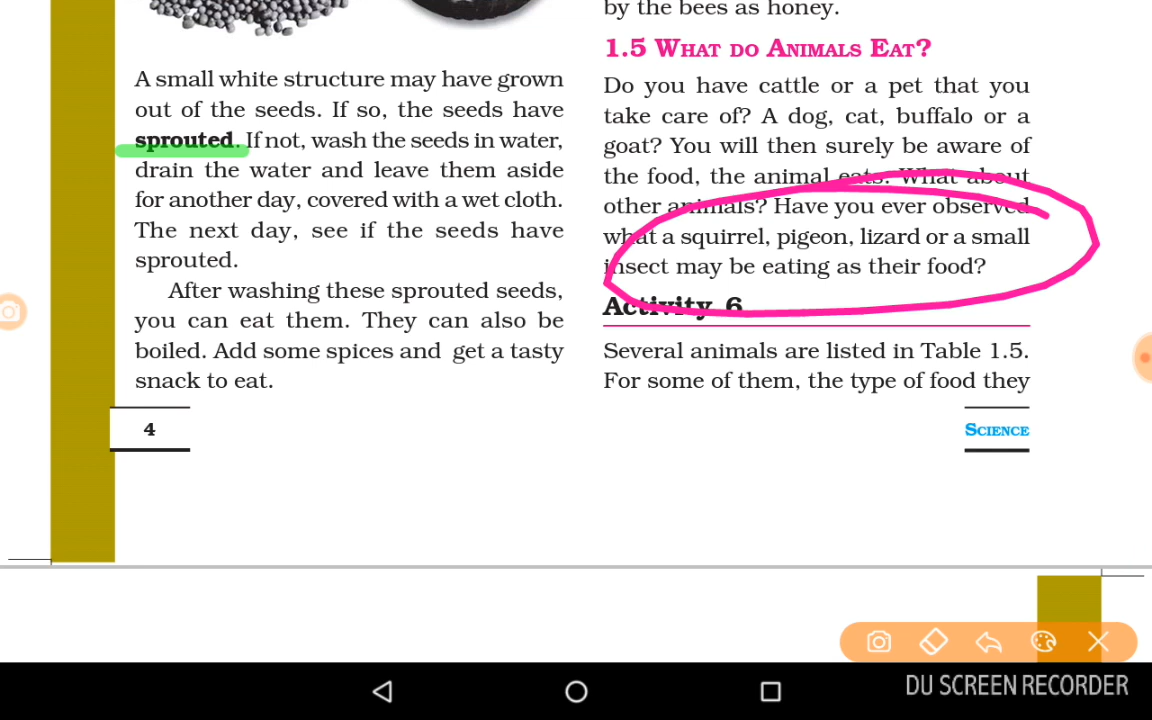 A small white structure may have grown
out of the seeds. If so, the seeds have
sprouted. If not, wash the seeds in water,
drain the water and leave them aside
for another day, covered with a wet cloth.
The next day, see if the seeds have
sprouted.
After washing these sprouted seeds,
you can eat them. They can also be
boiled. Add some spices and get a tasty
snack to eat.
4
by the bees as honey.
1.5 WHAT DO ANIMALS EAT?
Do you have cattle or a pet that you
take care of? A dog, cat, buffalo or a
goat? You will then surely be aware of
the food, the animal eats. What about
other animals? Have you ever observed
what a squirrel, pigeon, lizard or a small
insect may be eating as their food?
Activity 6
Several animals are listed in Table 1.5.
For some of them, the type of food they
SCIENCE
DU SCREEN RECORDER